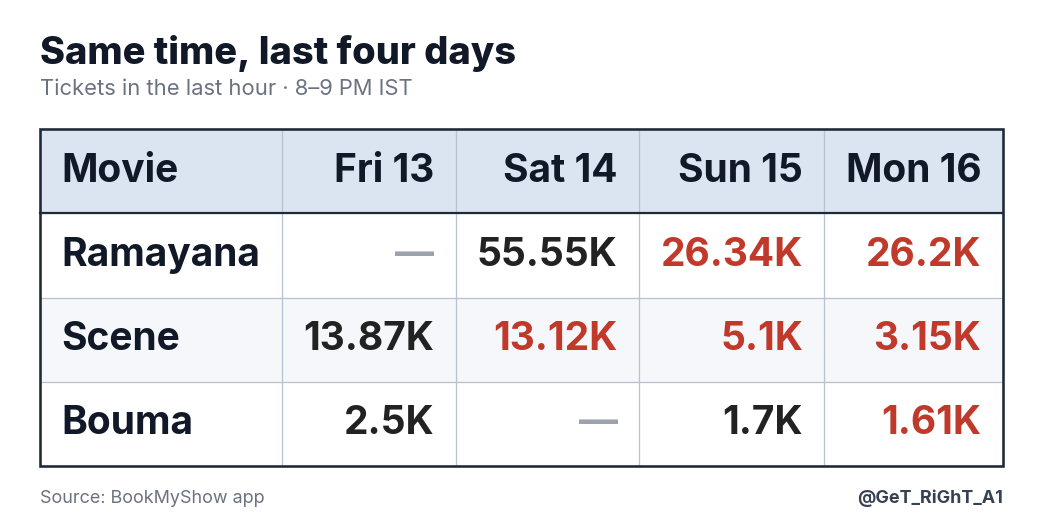 Same time, last four days
Tickets in the last hour · 8–9 PM IST
Movie Fri 13 Sat 14 Sun 15 Mon 16
Ramayana — 55.55K 26.34K 26.2K
Scene 13.87K 13.12K 5.1K 3.15K
Bouma 2.5K — 1.7K 1.61K
Source: BookMyShow app @GeT_RiGhT_A1